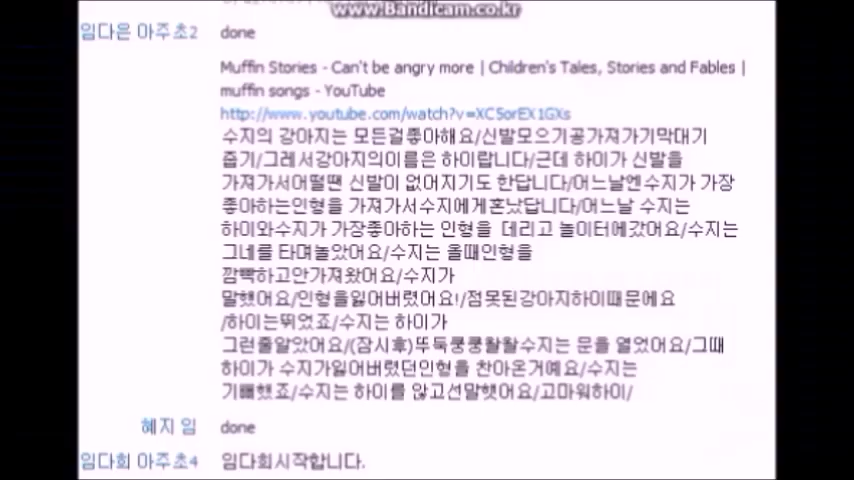 www.Bandicam.co.kr
임다은 아주초2 done
Muffin Stories - Can't be angry more | Children's Tales, Stories and Fables |
muffin songs - YouTube
http://www.youtube.com/watch?v=XC5orEX1GXs
수지의 강아지는 모든걸좋아해요/신발모으기공가져가기막대기
줍기/그레서강아지의이름은 하이랍니다/근데 하이가 신발을
가져가서어떨땐 신발이 없어지기도 한답니다/어느날엔수지가 가장
좋아하는인형을 가져가서수지에게혼났답니다/어느날 수지는
하이와수지가 가장좋아하는 인형을 데리고 놀이터에갔어요/수지는
그네를 타며놀았어요/수지는 올때인형을
깜빡하고안가져왔어요/수지가
말했어요/인형을잃어버렸어요!/점못된강아지하이때문에요
/하이는뛰었죠/수지는 하이가
그런줄알았어요/(잠시후)뚜둑쿵쿵왈왈수지는 문을 열었어요/그때
하이가 수지가잃어버렸던인형을 찬아온거예요/수지는
기뻐했죠/수지는 하이를 않고선말햇어요/고마워하이/
혜지 임 done
임다희 아주초4 임다희시작합니다.